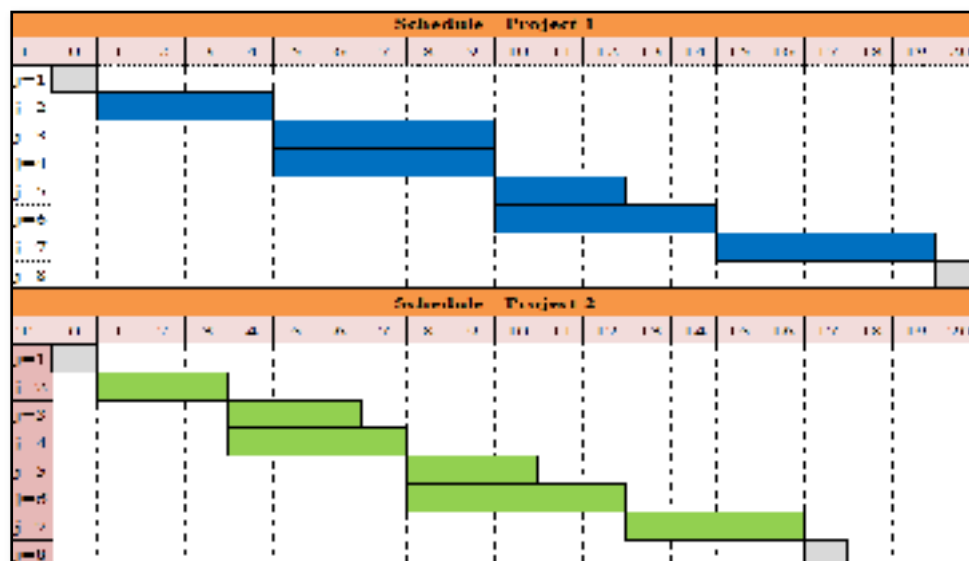 Schedule Project 1
T 0 1 2 3 4 5 6 7 8 9 10 11 12 13 14 15 16 17 18 19 20
j=1
j=2
j=3
j=4
j=5
j=6
j=7
j=8
Schedule Project 2
T 0 1 2 3 4 5 6 7 8 9 10 11 12 13 14 15 16 17 18 19 20
j=1
j=2
j=3
j=4
j=5
j=6
j=7
j=8